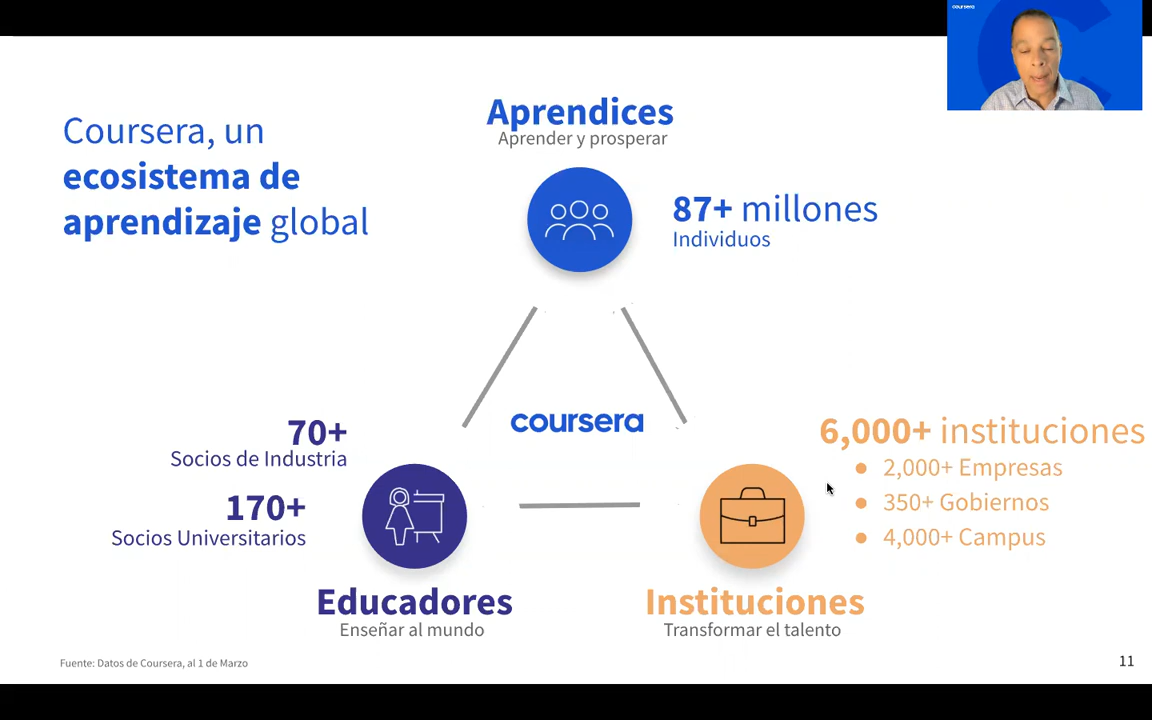 coursera
Coursera, un
ecosistema de
aprendizaje global
Aprendices
Aprender y prosperar
87+ millones
Individuos
coursera
70+
Socios de Industria
170+
Socios Universitarios
Educadores
Enseñar al mundo
6,000+ instituciones
● 2,000+ Empresas
● 350+ Gobiernos
● 4,000+ Campus
Instituciones
Transformar el talento
Fuente: Datos de Coursera, al 1 de Marzo
11